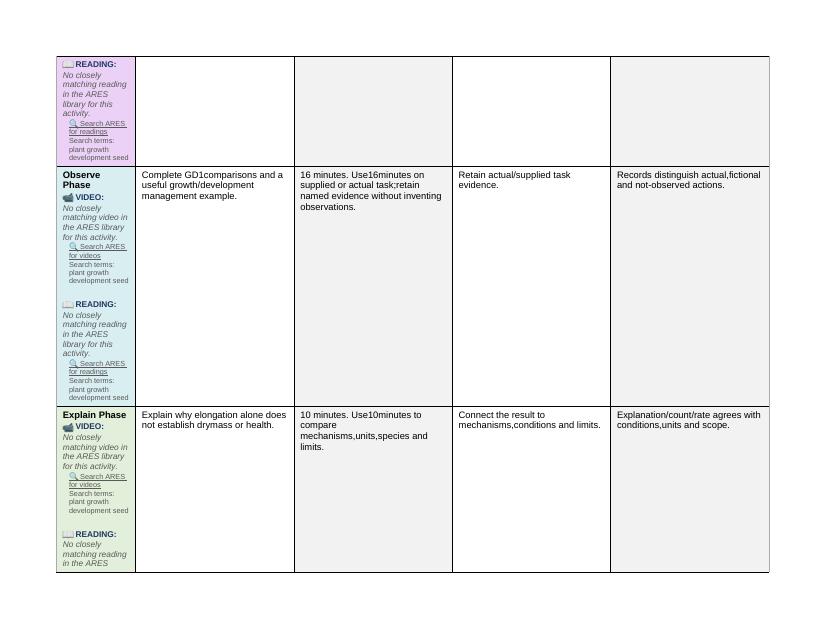 📖 READING:
No closely
matching reading
in the ARES
library for this
activity.
🔍 Search ARES
for readings
Search terms:
plant growth
development seed
Observe
Phase
📹 VIDEO:
No closely
matching video in
the ARES library
for this activity.
🔍 Search ARES
for videos
Search terms:
plant growth
development seed
📖 READING:
No closely
matching reading
in the ARES
library for this
activity.
🔍 Search ARES
for readings
Search terms:
plant growth
development seed
Complete GD1comparisons and a
useful growth/development
management example.
16 minutes. Use16minutes on
supplied or actual task;retain
named evidence without inventing
observations.
Retain actual/supplied task
evidence.
Records distinguish actual,fictional
and not-observed actions.
Explain Phase
📹 VIDEO:
No closely
matching video in
the ARES library
for this activity.
🔍 Search ARES
for videos
Search terms:
plant growth
development seed
📖 READING:
No closely
matching reading
in the ARES
Explain why elongation alone does
not establish drymass or health.
10 minutes. Use10minutes to
compare
mechanisms,units,species and
limits.
Connect the result to
mechanisms,conditions and limits.
Explanation/count/rate agrees with
conditions,units and scope.